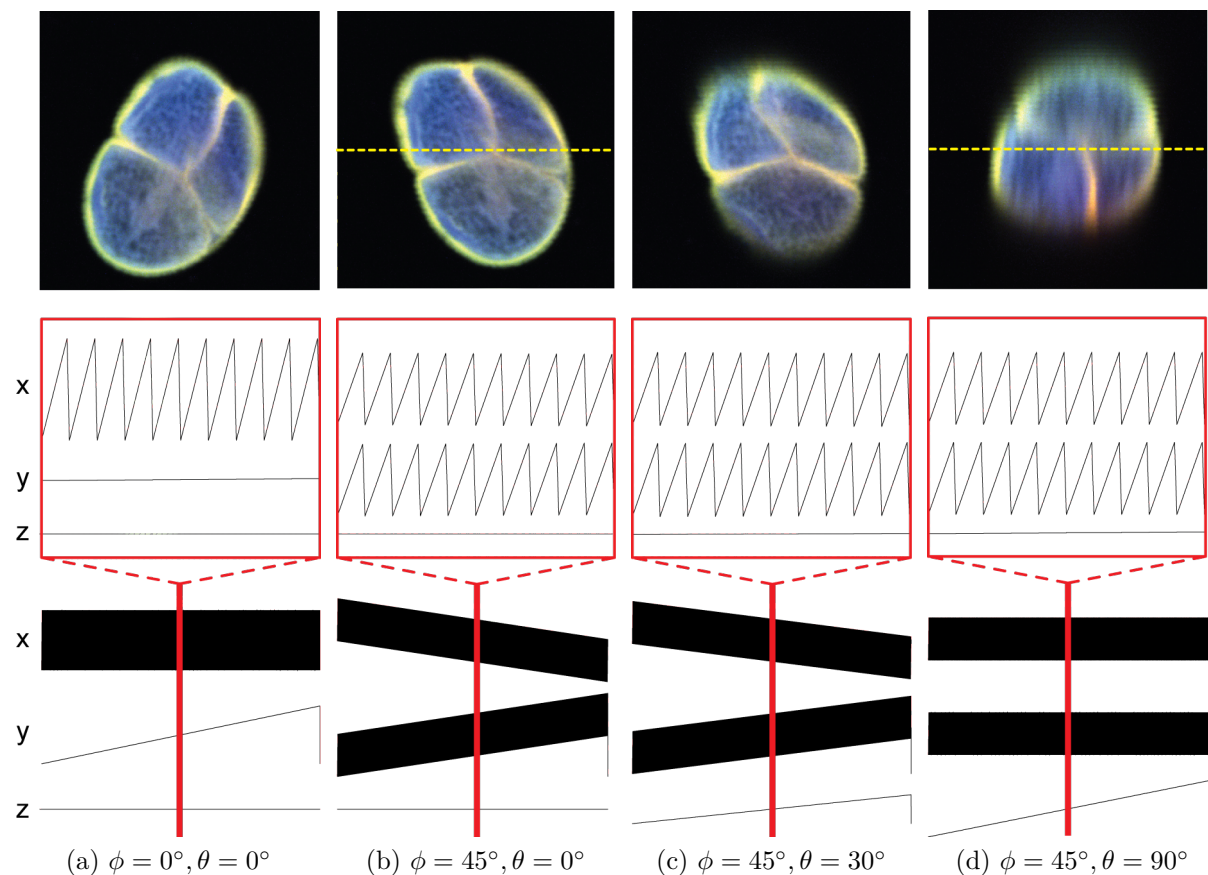 x
y
z
x
y
z
(a) ϕ = 0°, θ = 0°
(b) ϕ = 45°, θ = 0°
(c) ϕ = 45°, θ = 30°
(d) ϕ = 45°, θ = 90°